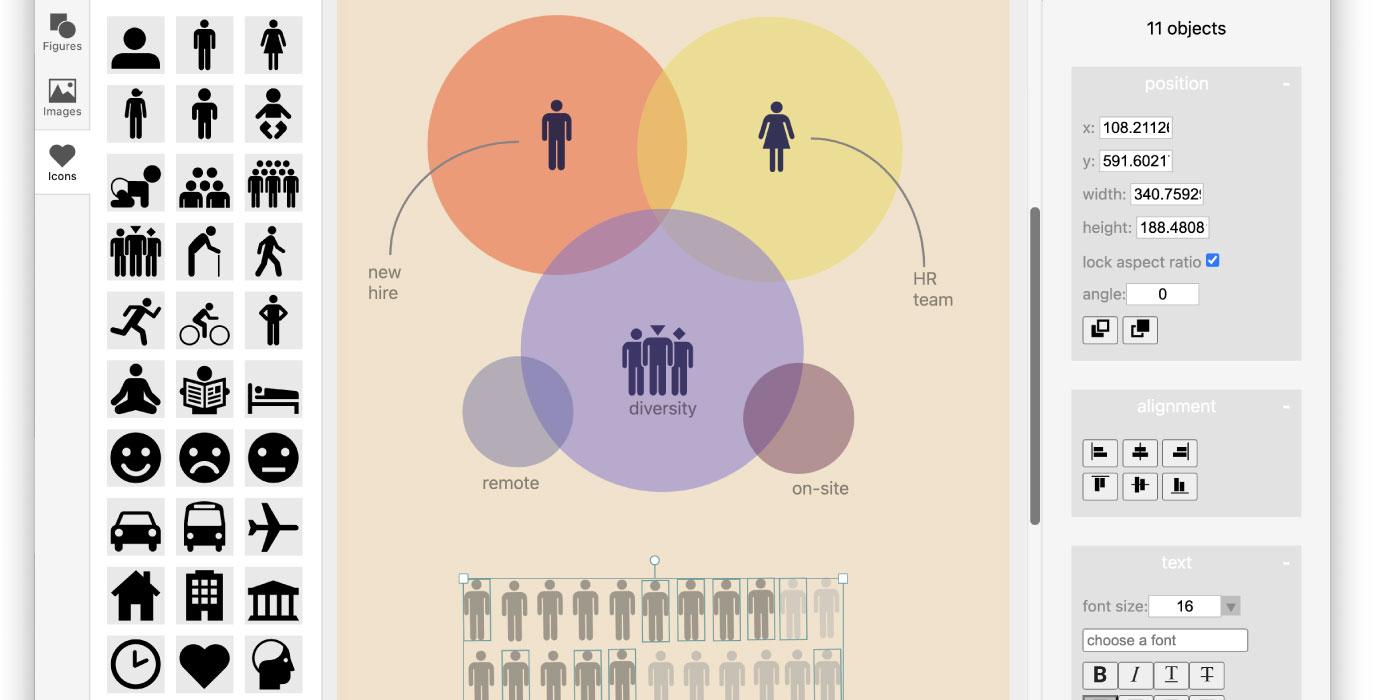 Figures
Images
Icons
new
hire
HR
team
diversity
remote
on-site
11 objects
position
-
x: 108.2112
y: 591.6021
width: 340.7592
height: 188.4808
lock aspect ratio
angle: 0
alignment
-
text
-
font size: 16
choose a font
B I T T